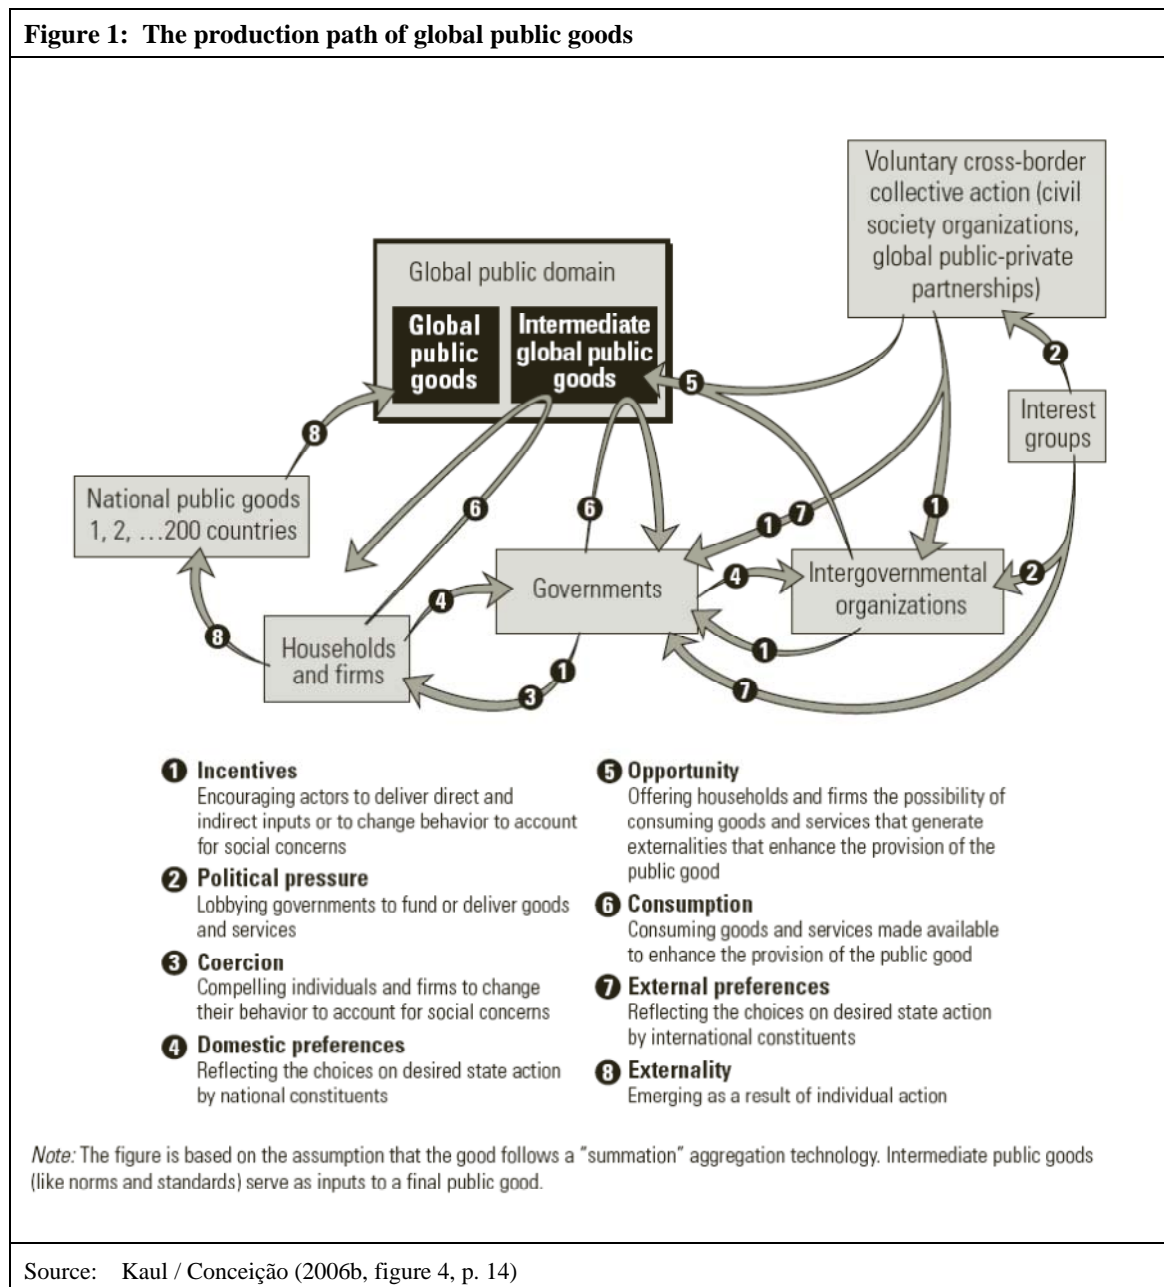 Figure 1: The production path of global public goods
Voluntary cross-border
collective action (civil
society organizations,
global public-private
partnerships)
Global public domain
Global
public
goods
Intermediate
global public
goods
5
2
Interest
groups
8
National public goods
1, 2, …200 countries
6
6
1
7
1
4
Governments
4
Intergovernmental
organizations
2
8
Households
and firms
1
1
3
7
1 Incentives
Encouraging actors to deliver direct and
indirect inputs or to change behavior to account
for social concerns
2 Political pressure
Lobbying governments to fund or deliver goods
and services
3 Coercion
Compelling individuals and firms to change
their behavior to account for social concerns
4 Domestic preferences
Reflecting the choices on desired state action
by national constituents
5 Opportunity
Offering households and firms the possibility of
consuming goods and services that generate
externalities that enhance the provision of the
public good
6 Consumption
Consuming goods and services made available
to enhance the provision of the public good
7 External preferences
Reflecting the choices on desired state action
by international constituents
8 Externality
Emerging as a result of individual action
Note: The figure is based on the assumption that the good follows a "summation" aggregation technology. Intermediate public goods
(like norms and standards) serve as inputs to a final public good.
Source: Kaul / Conceição (2006b, figure 4, p. 14)